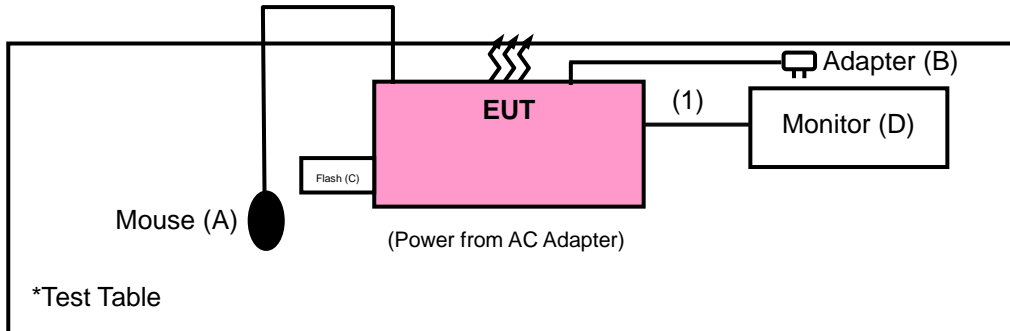 Adapter (B)
EUT
(1)
Monitor (D)
Flash (C)
Mouse (A)
(Power from AC Adapter)
*Test Table